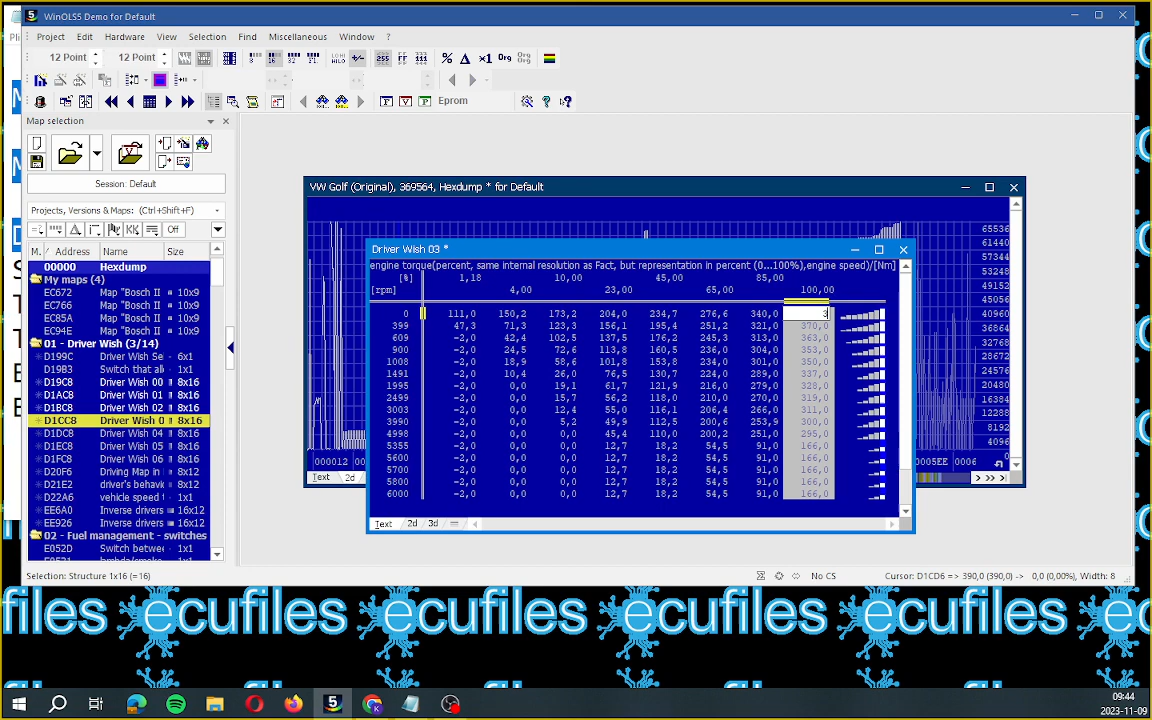 WinOLS5 Demo for Default
Project Edit Hardware View Selection Find Miscellaneous Window ?
12 Point 12 Point
Eprom
Map selection
Session: Default
Projects, Versions & Maps: (Ctrl+Shift+F)
Off
M. Address Name Size
00000 Hexdump
My maps (4)
EC672 Map "Bosch II 10x9
EC766 Map "Bosch II 10x9
EC85A Map "Bosch II 10x9
EC94E Map "Bosch II 10x9
01 - Driver Wish (3/14)
D199C Driver Wish Se 6x1
D19B3 Switch that all 1x1
D19C8 Driver Wish 00 8x16
D1AC8 Driver Wish 01 8x16
D1BC8 Driver Wish 02 8x16
D1CC8 Driver Wish 0 8x16
D1DC8 Driver Wish 04 8x16
D1EC8 Driver Wish 05 8x16
D1FC8 Driver Wish 06 8x16
D20F6 Driving Map in 8x12
D21E2 driver's behavi 8x12
D22A6 vehicle speed t 1x1
EE6A0 Inverse drivers 16x12
EE926 Inverse drivers 16x12
02 - Fuel management - switches
E052D Switch betwee 1x1
VW Golf (Original), 369564, Hexdump * for Default
65536
61440
57344
53248
49152
45056
40960
36864
32768
28672
24576
20480
16384
12288
8192
4096
0
000012
005EE 0006
Text 2d
Driver Wish 03 *
engine torque(percent, same internal resolution as Fact, but representation in percent (0...100%),engine speed)/[Nm]
[%] 1,18 10,00 45,00 85,00
[rpm] 4,00 23,00 65,00 100,00
0 111,0 150,2 173,2 204,0 234,7 276,6 340,0 3
399 47,3 71,3 123,3 156,1 195,4 251,2 321,0 370,0
609 -2,0 42,4 102,5 137,5 176,2 245,3 313,0 363,0
900 -2,0 24,5 72,6 113,8 160,5 236,0 304,0 353,0
1008 -2,0 18,9 58,6 101,8 153,8 234,0 301,0 350,0
1491 -2,0 10,4 26,0 76,5 130,7 224,0 289,0 337,0
1995 -2,0 0,0 19,1 61,7 121,9 216,0 279,0 328,0
2499 -2,0 0,0 15,7 56,2 118,0 210,0 270,0 319,0
3003 -2,0 0,0 12,4 55,0 116,1 206,4 266,0 311,0
3990 -2,0 0,0 5,2 49,9 112,5 200,6 253,9 300,0
4998 -2,0 0,0 0,0 45,4 110,0 200,2 251,0 295,0
5355 -2,0 0,0 0,0 12,7 18,2 54,5 91,0 166,0
5600 -2,0 0,0 0,0 12,7 18,2 54,5 91,0 166,0
5700 -2,0 0,0 0,0 12,7 18,2 54,5 91,0 166,0
5800 -2,0 0,0 0,0 12,7 18,2 54,5 91,0 166,0
6000 -2,0 0,0 0,0 12,7 18,2 54,5 91,0 166,0
Text 2d 3d
Selection: Structure 1x16 (=16)
No CS
Cursor: D1CD6 => 390,0 (390,0) -> 0,0 (0,00%), Width: 8
files ecufiles ecufiles ecufiles ecufiles
09:44
2023-11-09